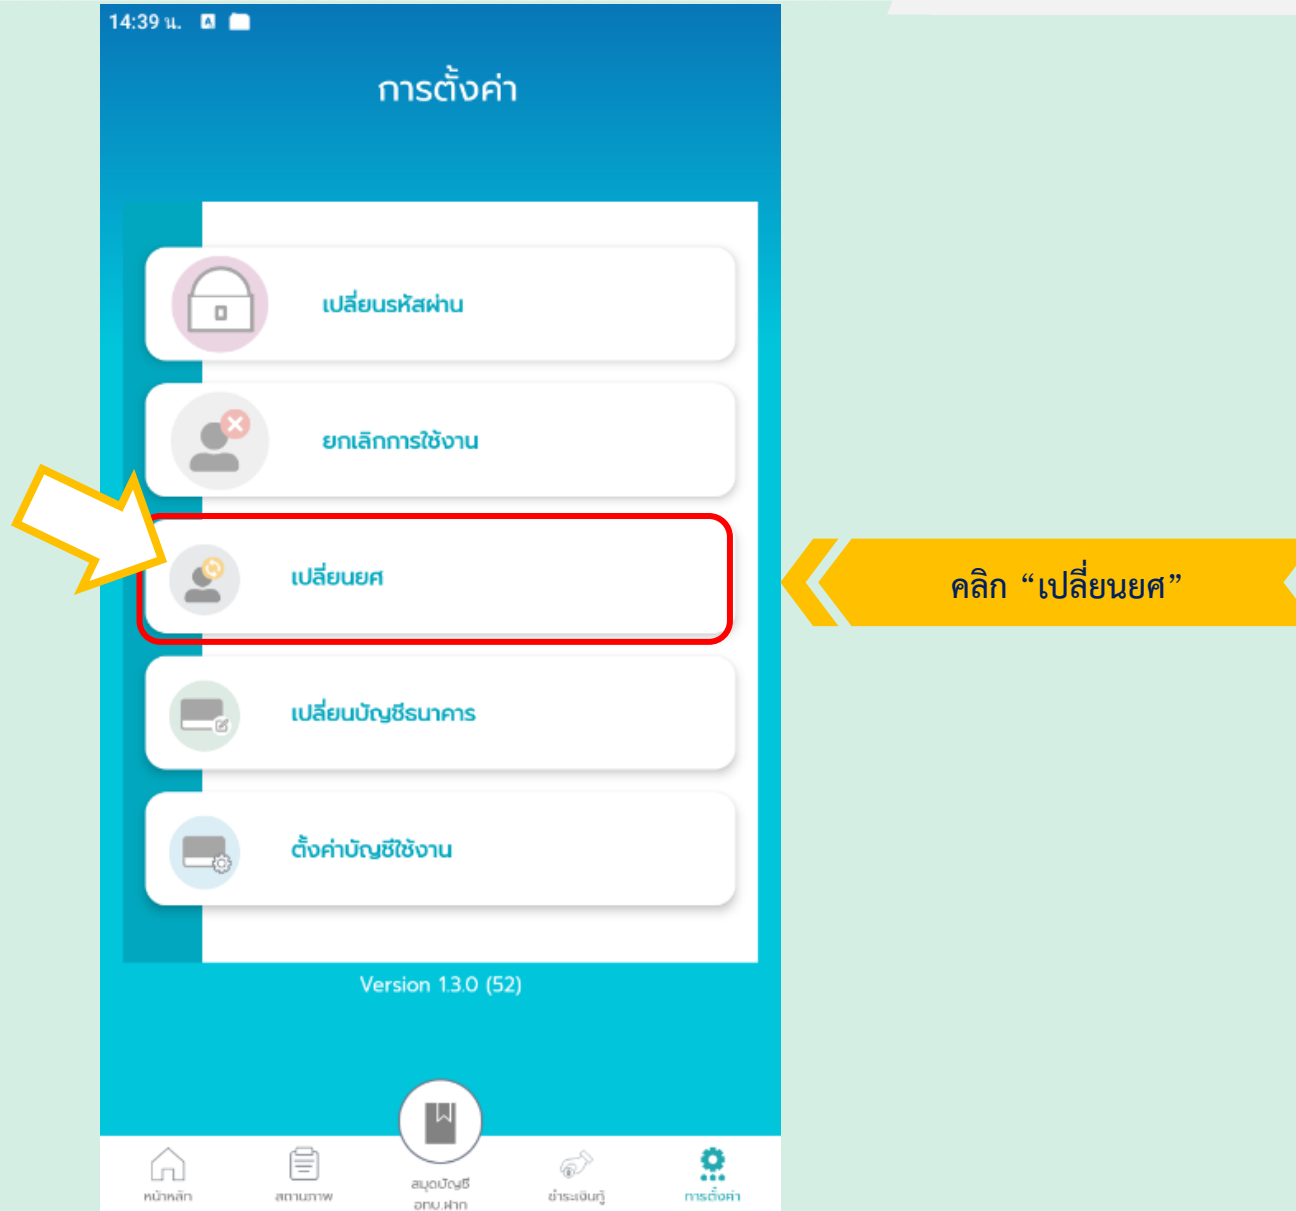 14:39 น.
การตั้งค่า
เปลี่ยนรหัสผ่าน
ยกเลิกการใช้งาน
เปลี่ยนยศ
คลิก “เปลี่ยนยศ”
เปลี่ยนบัญชีธนาคาร
ตั้งค่าบัญชีใช้งาน
Version 1.3.0 (52)
หน้าหลัก
สถานภาพ
สมุดบัญชี
อทบ.ฝาก
ชำระเงินกู้
การตั้งค่า